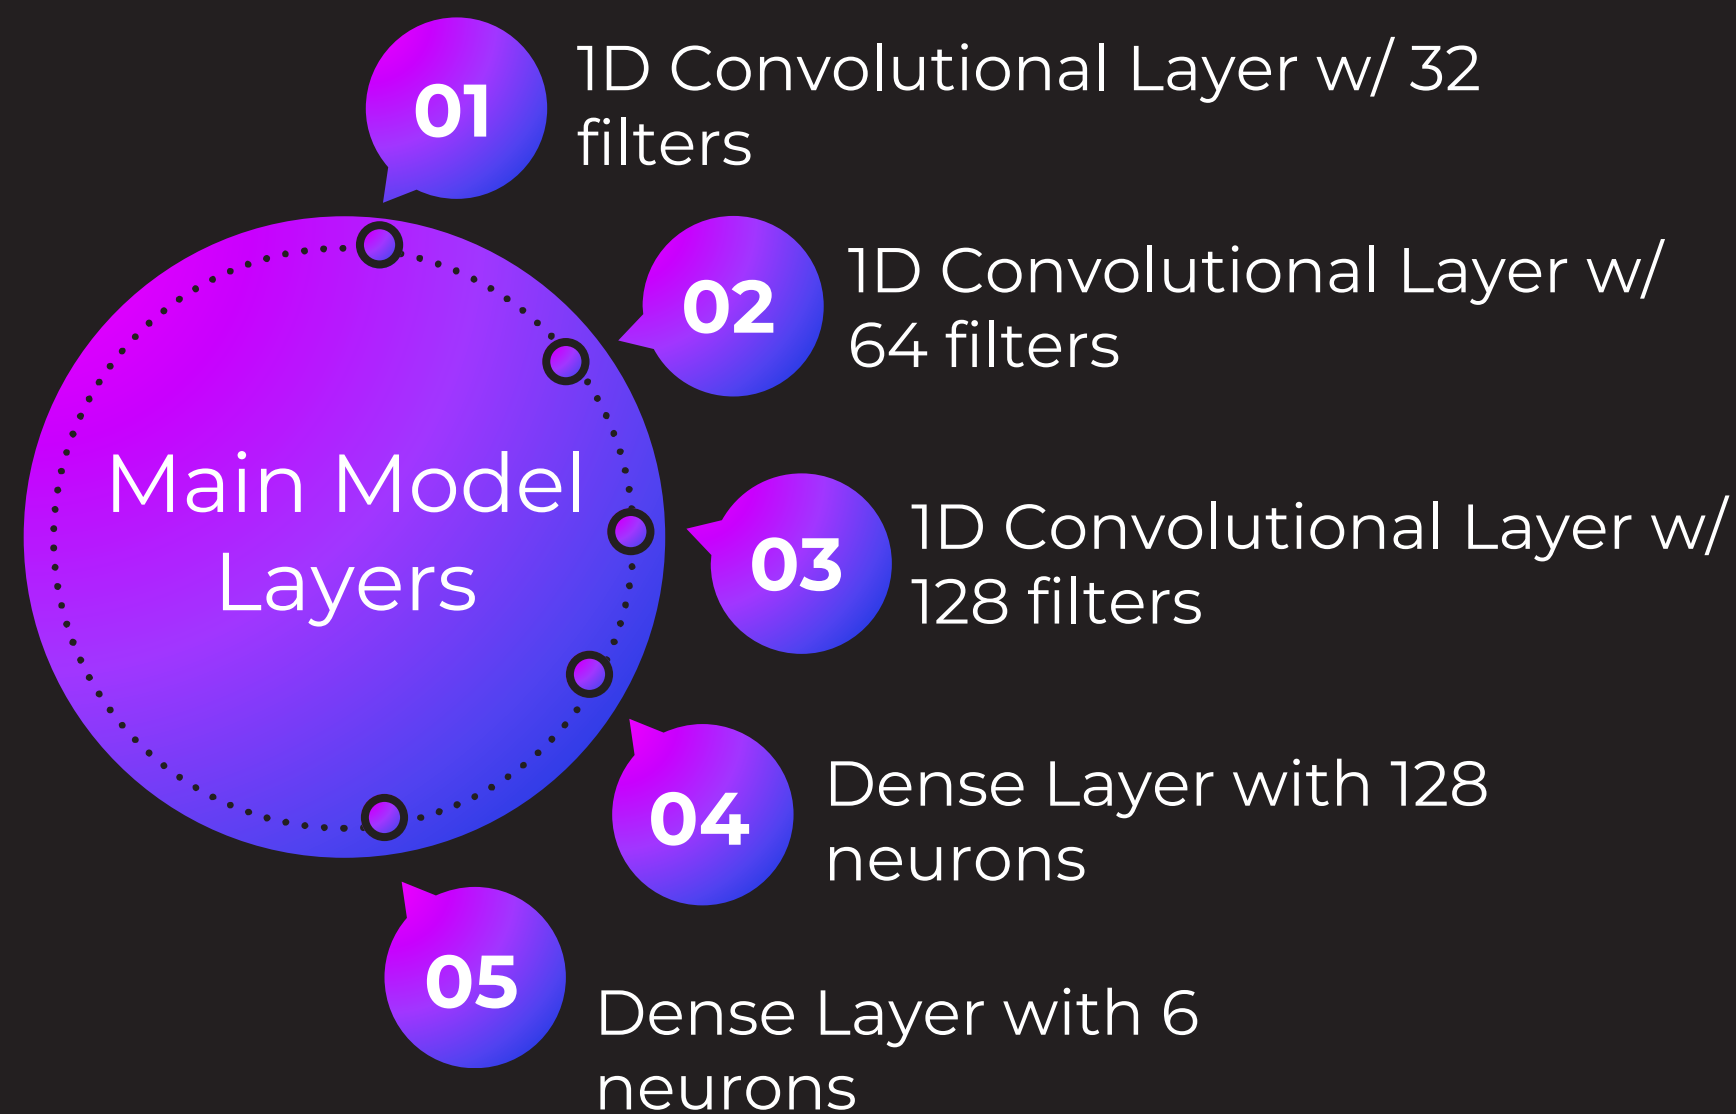 01
1D Convolutional Layer w/ 32
filters
02
1D Convolutional Layer w/
64 filters
Main Model
Layers
03
1D Convolutional Layer w/
128 filters
04
Dense Layer with 128
neurons
05
Dense Layer with 6
neurons